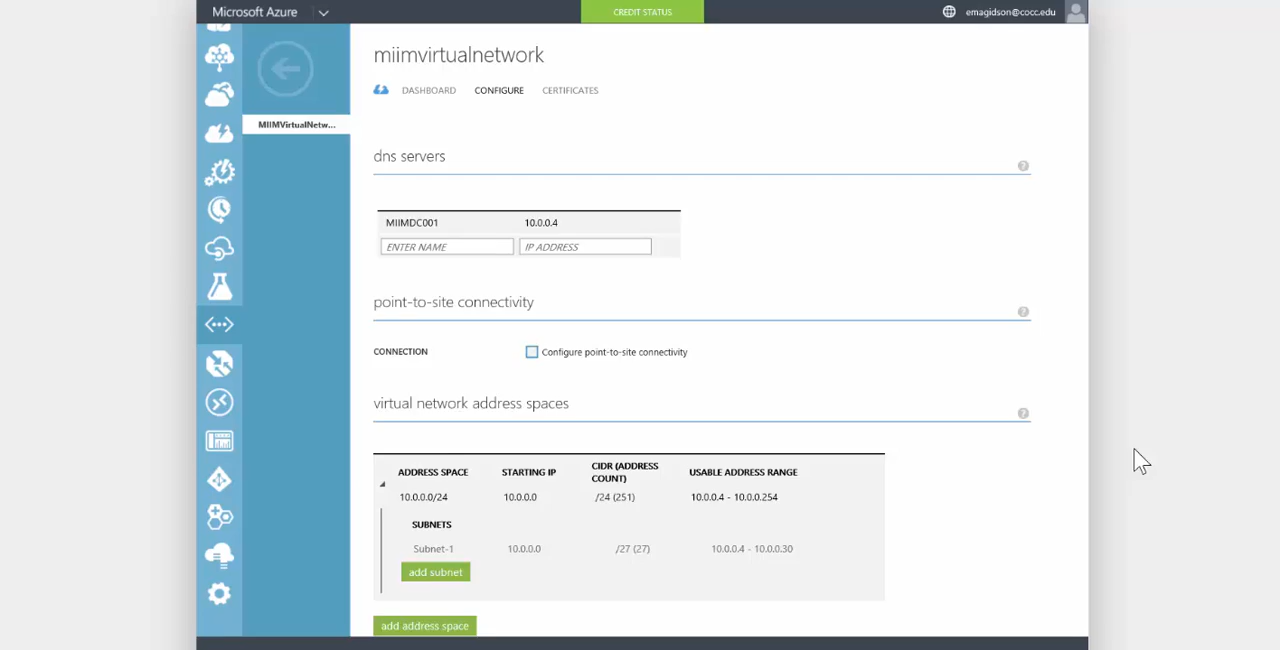 Microsoft Azure
CREDIT STATUS
emagidson@cocc.edu
miimvirtualnetwork
DASHBOARD CONFIGURE CERTIFICATES
MIIMVirtualNetw...
dns servers
?
MIIMDC001 10.0.0.4
ENTER NAME IP ADDRESS
point-to-site connectivity
?
CONNECTION Configure point-to-site connectivity
virtual network address spaces
?
ADDRESS SPACE STARTING IP CIDR (ADDRESS COUNT) USABLE ADDRESS RANGE
10.0.0.0/24 10.0.0.0 /24 (251) 10.0.0.4 - 10.0.0.254
SUBNETS
Subnet-1 10.0.0.0 /27 (27) 10.0.0.4 - 10.0.0.30
add subnet
add address space